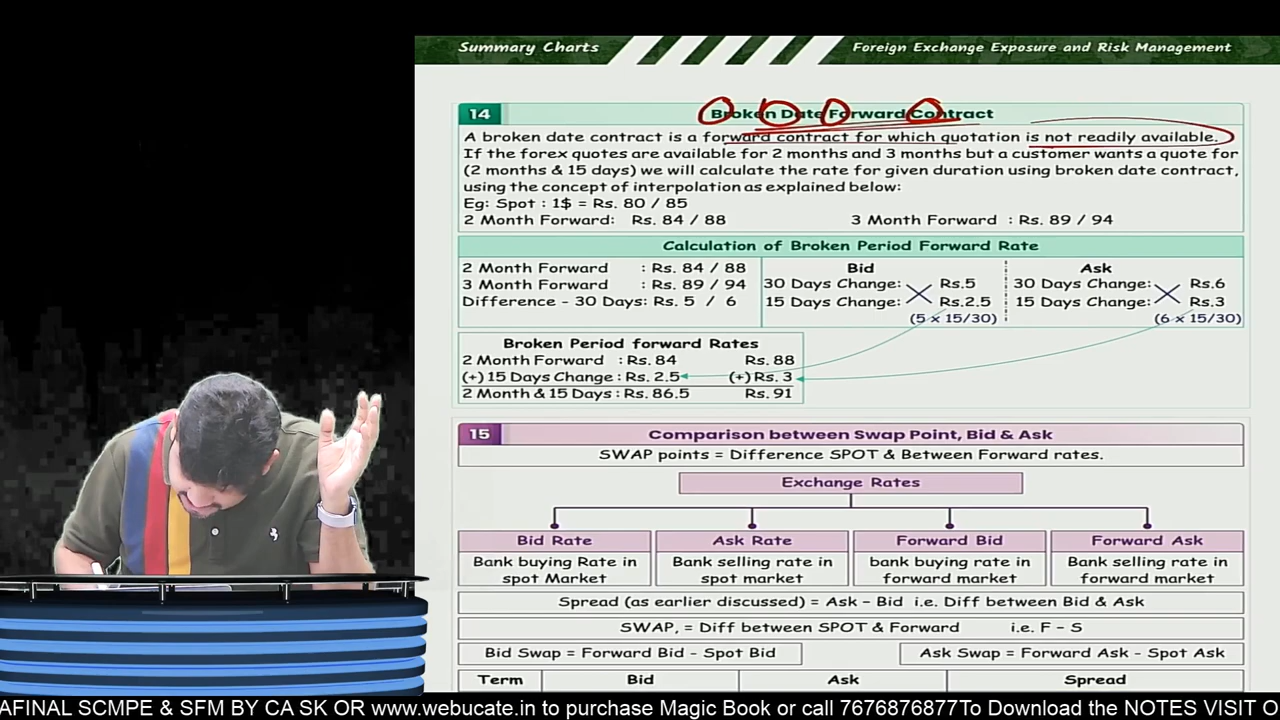 Summary Charts
Foreign Exchange Exposure and Risk Management
14 Broken Date Forward Contract
A broken date contract is a forward contract for which quotation is not readily available.
If the forex quotes are available for 2 months and 3 months but a customer wants a quote for
(2 months & 15 days) we will calculate the rate for given duration using broken date contract,
using the concept of interpolation as explained below:
Eg: Spot : 1$ = Rs. 80 / 85
2 Month Forward: Rs. 84 / 88 3 Month Forward : Rs. 89 / 94
Calculation of Broken Period Forward Rate
2 Month Forward : Rs. 84 / 88
3 Month Forward : Rs. 89 / 94
Difference - 30 Days: Rs. 5 / 6
Bid
30 Days Change: Rs.5
15 Days Change: Rs.2.5
(5 x 15/30)
Ask
30 Days Change: Rs.6
15 Days Change: Rs.3
(6 x 15/30)
Broken Period forward Rates
2 Month Forward : Rs. 84 Rs. 88
(+) 15 Days Change : Rs. 2.5 (+) Rs. 3
2 Month & 15 Days : Rs. 86.5 Rs. 91
15 Comparison between Swap Point, Bid & Ask
SWAP points = Difference SPOT & Between Forward rates.
Exchange Rates
Bid Rate
Bank buying Rate in
spot Market
Ask Rate
Bank selling rate in
spot market
Forward Bid
bank buying rate in
forward market
Forward Ask
Bank selling rate in
forward market
Spread (as earlier discussed) = Ask - Bid i.e. Diff between Bid & Ask
SWAP, = Diff between SPOT & Forward i.e. F - S
Bid Swap = Forward Bid - Spot Bid
Ask Swap = Forward Ask - Spot Ask
Term Bid Ask Spread
AFINAL SCMPE & SFM BY CA SK OR www.webucate.in to purchase Magic Book or call 7676876877To Download the NOTES VISIT O